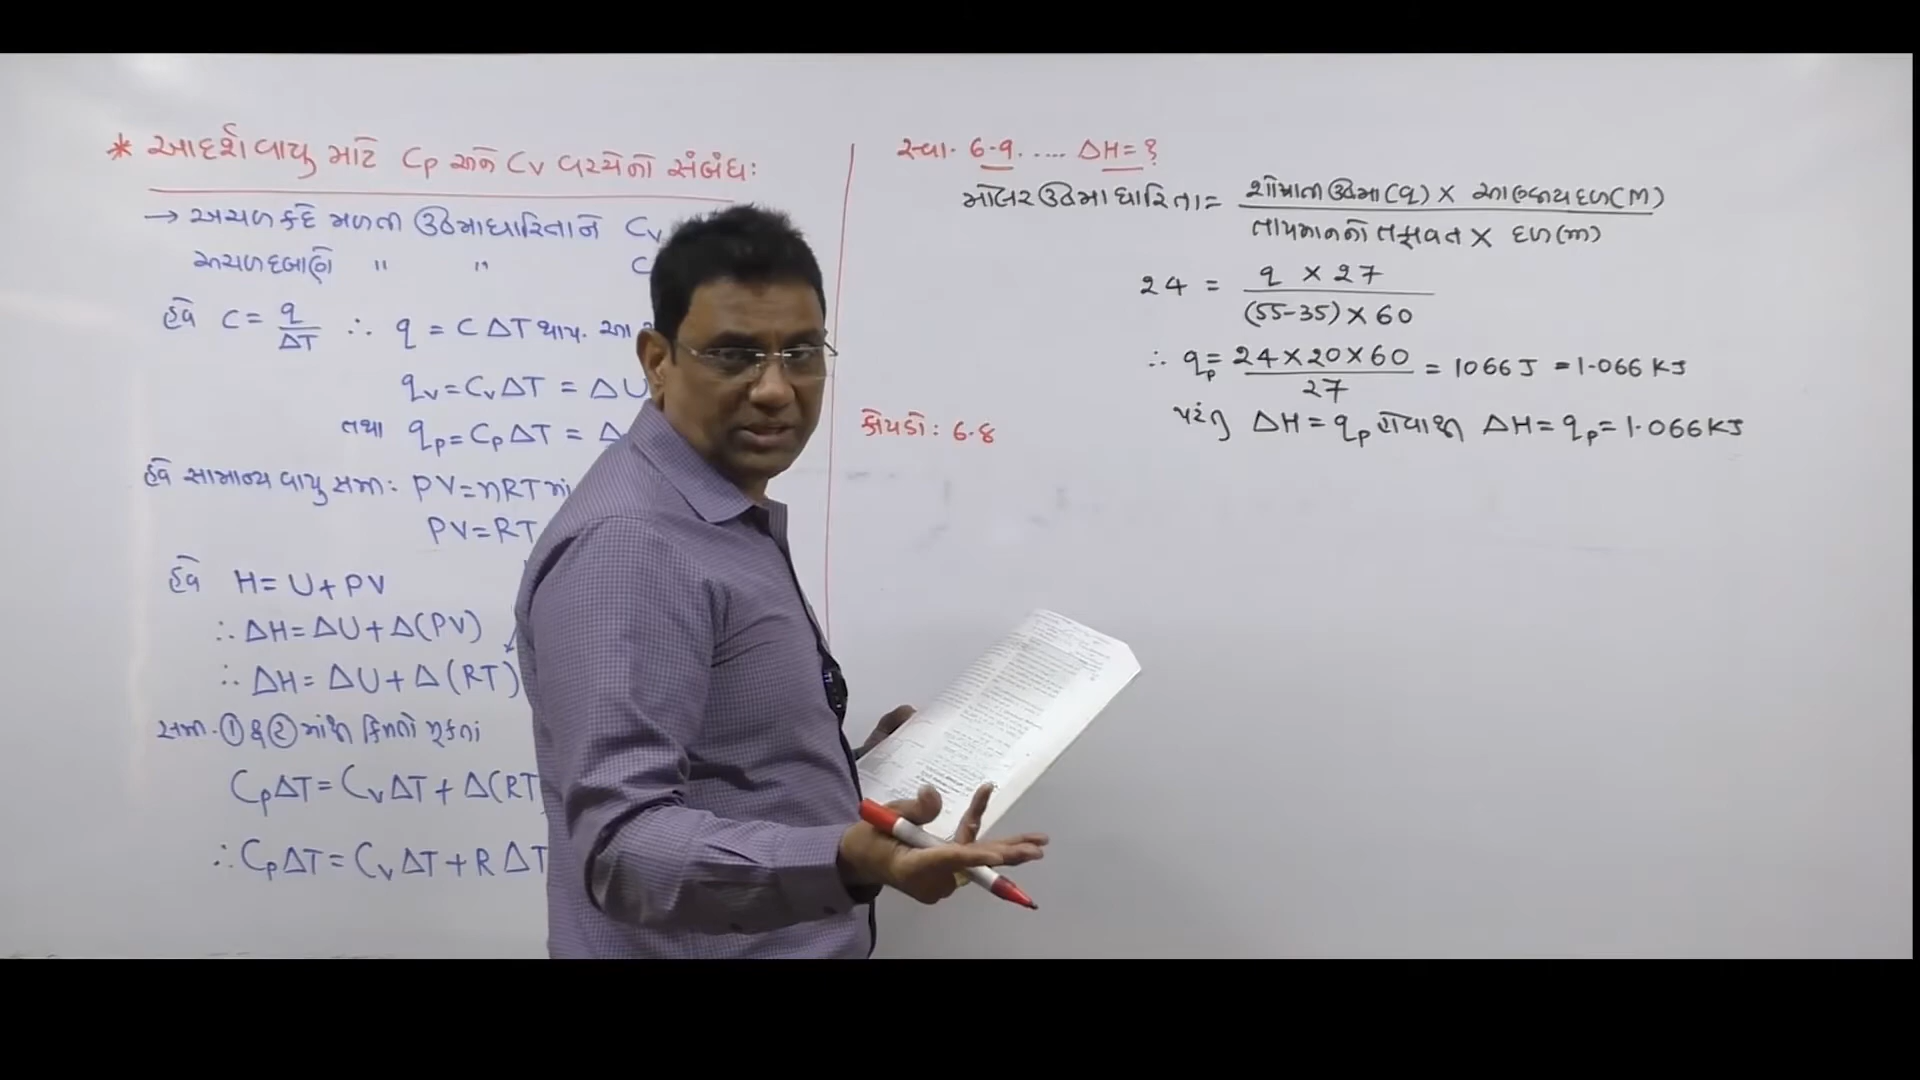 * આદર્શ વાયુ માટે Cp અને Cv વચ્ચેનો સંબંધ:
→ અચળ કદે મળતી ઉષ્માધારિતાને Cv
અચળ દબાણે " " C
હવે C = q/ΔT ∴ q = CΔT થાય. આ
qv = CvΔT = ΔU
તથા qp = CpΔT = Δ
હવે સામાન્ય વાયુ સમી: PV = nRT માં
PV = RT
હવે H = U + PV
∴ ΔH = ΔU + Δ(PV)
∴ ΔH = ΔU + Δ(RT)
સમી. ① & ② માંથી કિંમતો મૂકતાં
CpΔT = CvΔT + Δ(RT
∴ CpΔT = CvΔT + RΔT
સ્વા. 6.9. .... ΔH = ?
મોલર ઉષ્માધારિતા = શોષાતી ઉષ્મા (q) × આણ્વીયદળ (M) / તાપમાનનો તફાવત × દળ (m)
24 = q × 27 / (55-35) × 60
∴ qp = 24 × 20 × 60 / 27 = 1066 J = 1.066 KJ
પરંતુ ΔH = qp હોવાથી ΔH = qp = 1.066 KJ
કોયડો: 6.8